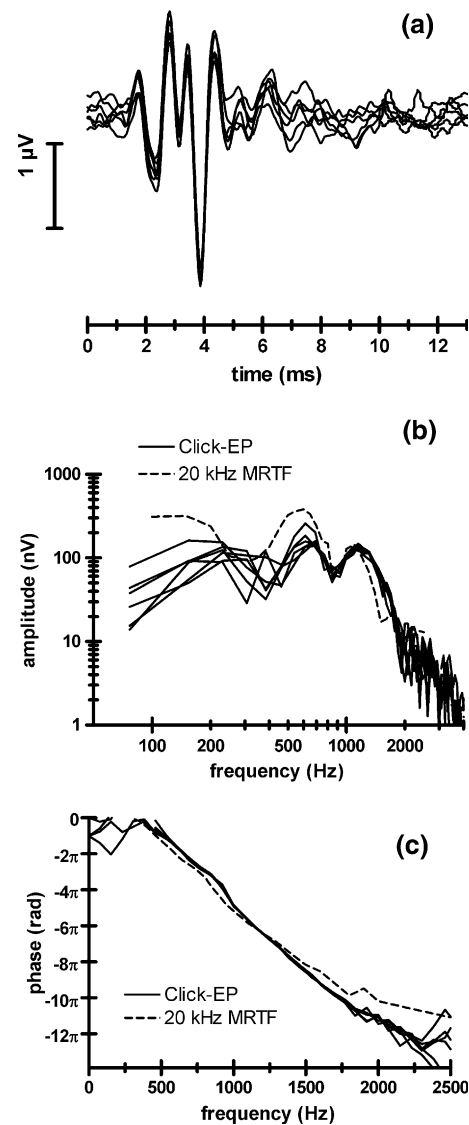 (a)
1 µV
0 2 4 6 8 10 12
time (ms)
(b)
Click-EP
20 kHz MRTF
1000
100
10
1
amplitude (nV)
100 200 500 1000 2000
frequency (Hz)
(c)
0
-2π
-4π
-6π
-8π
-10π
-12π
phase (rad)
Click-EP
20 kHz MRTF
0 500 1000 1500 2000 2500
frequency (Hz)